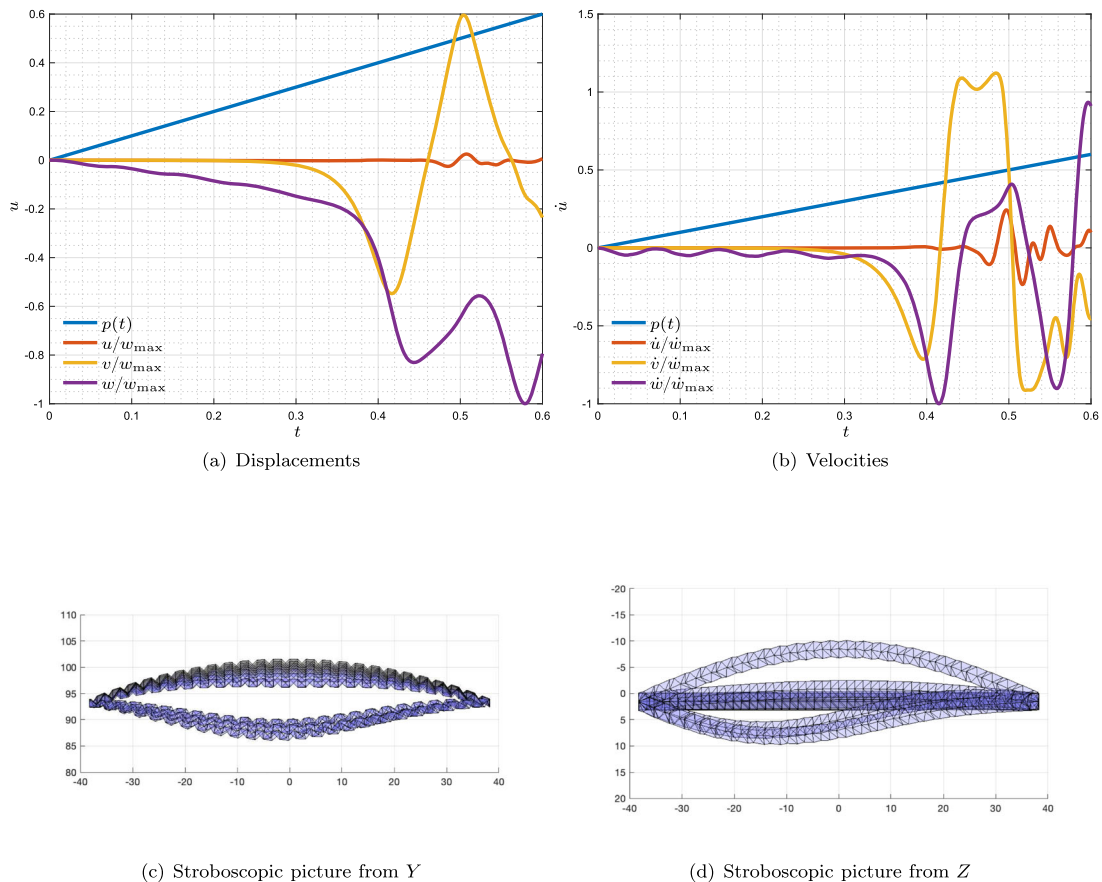 0.6
0.4
0.2
0
-0.2
-0.4
-0.6
-0.8
-1
u
0 0.1 0.2 0.3 0.4 0.5 0.6
t
p(t)
u/w_max
v/w_max
w/w_max
(a) Displacements
1.5
1
0.5
0
-0.5
-1
u̇
0 0.1 0.2 0.3 0.4 0.5 0.6
t
p(t)
u̇/ẇ_max
v̇/ẇ_max
ẇ/ẇ_max
(b) Velocities
110
105
100
95
90
85
80
-40 -30 -20 -10 0 10 20 30 40
(c) Stroboscopic picture from Y
-20
-15
-10
-5
0
5
10
15
20
-40 -30 -20 -10 0 10 20 30 40
(d) Stroboscopic picture from Z